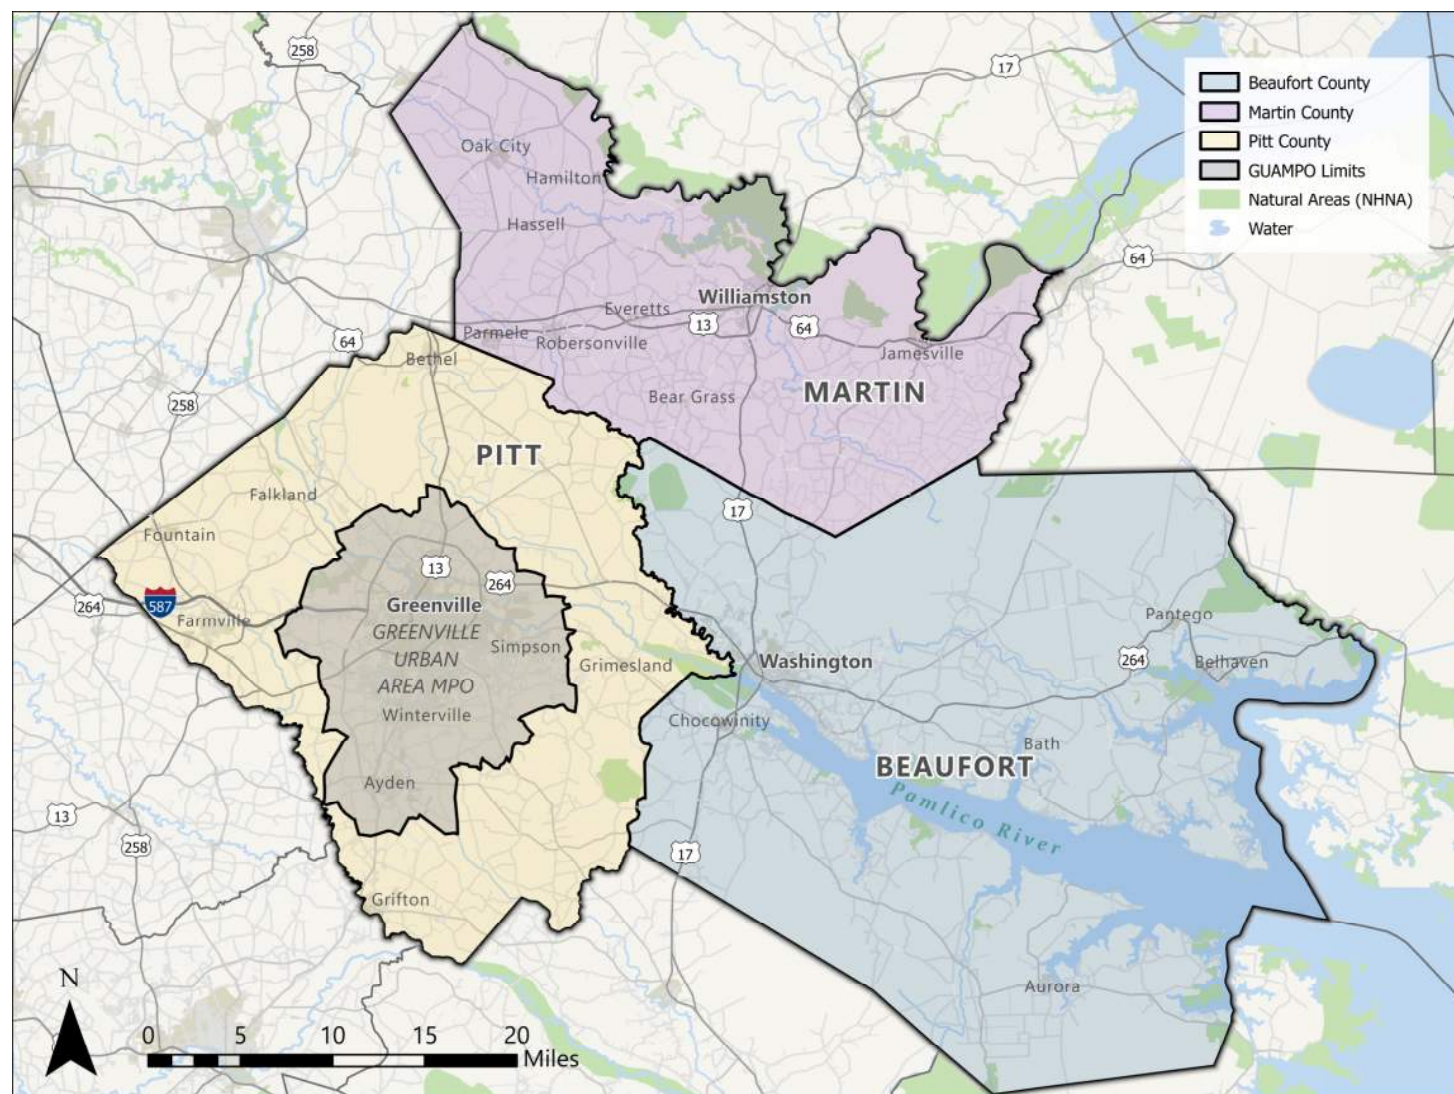 258
17
Beaufort County
Martin County
Pitt County
GUAMPO Limits
Natural Areas (NHNA)
Water
Oak City
Hamilton
Hassell
64
Williamston
Everetts
13
64
Parmele
Robersonville
64
Bethel
Jamesville
MARTIN
Bear Grass
258
PITT
Falkland
17
Fountain
13
264
264
587
Farmville
Greenville
GREENVILLE
URBAN
AREA MPO
Simpson
Grimesland
Washington
Pantego
264
Belhaven
Winterville
Chocowinity
Bath
BEAUFORT
Ayden
Pamlico River
13
258
17
Grifton
Aurora
N
0 5 10 15 20
Miles